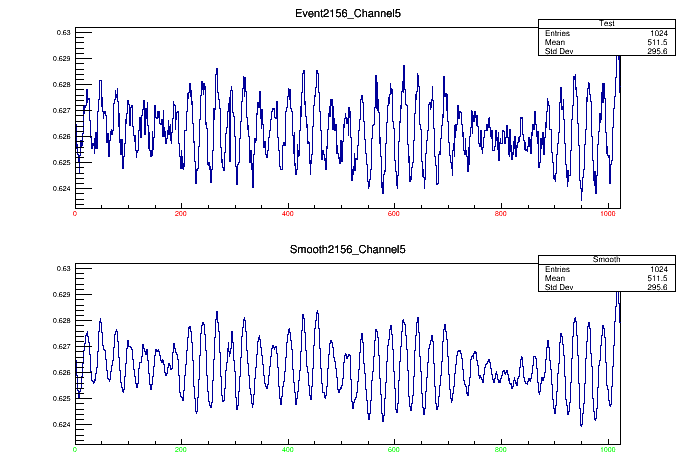 Event2156_Channel5
Test
Entries 1024
Mean 511.5
Std Dev 295.6
0.63
0.629
0.628
0.627
0.626
0.625
0.624
0 200 400 600 800 1000
Smooth2156_Channel5
Smooth
Entries 1024
Mean 511.5
Std Dev 295.6
0.63
0.629
0.628
0.627
0.626
0.625
0.624
0 200 400 600 800 1000